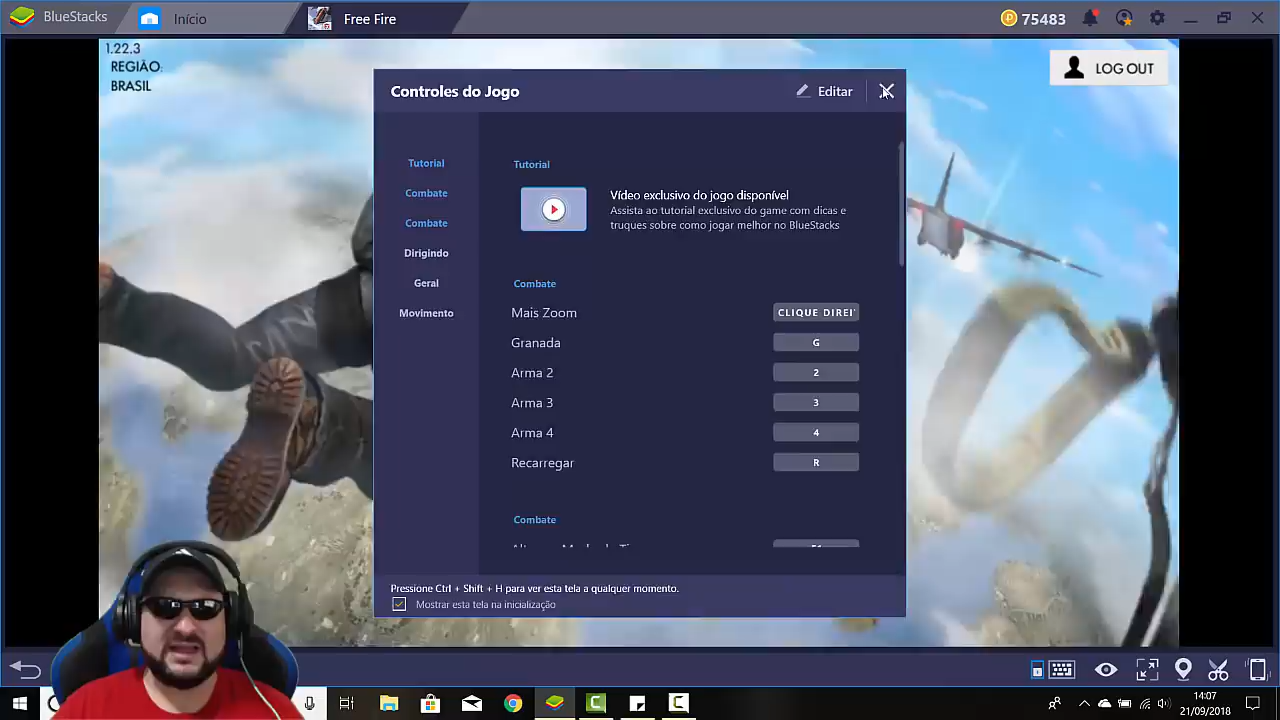 BlueStacks
Início
Free Fire
75483
1.22.3
REGIÃO:
BRASIL
LOG OUT
Controles do Jogo
Editar
Tutorial
Combate
Combate
Dirigindo
Geral
Movimento
Tutorial
Vídeo exclusivo do jogo disponível
Assista ao tutorial exclusivo do game com dicas e
truques sobre como jogar melhor no BlueStacks
Combate
Mais Zoom CLIQUE DIREI
Granada G
Arma 2 2
Arma 3 3
Arma 4 4
Recarregar R
Combate
Pressione Ctrl + Shift + H para ver esta tela a qualquer momento.
Mostrar esta tela na inicialização
14:07
21/09/2018